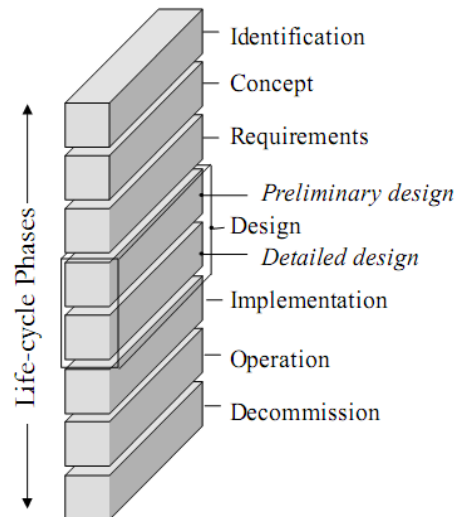 Identification
Concept
Requirements
Preliminary design
Design
Detailed design
Implementation
Operation
Decommission
Life-cycle Phases